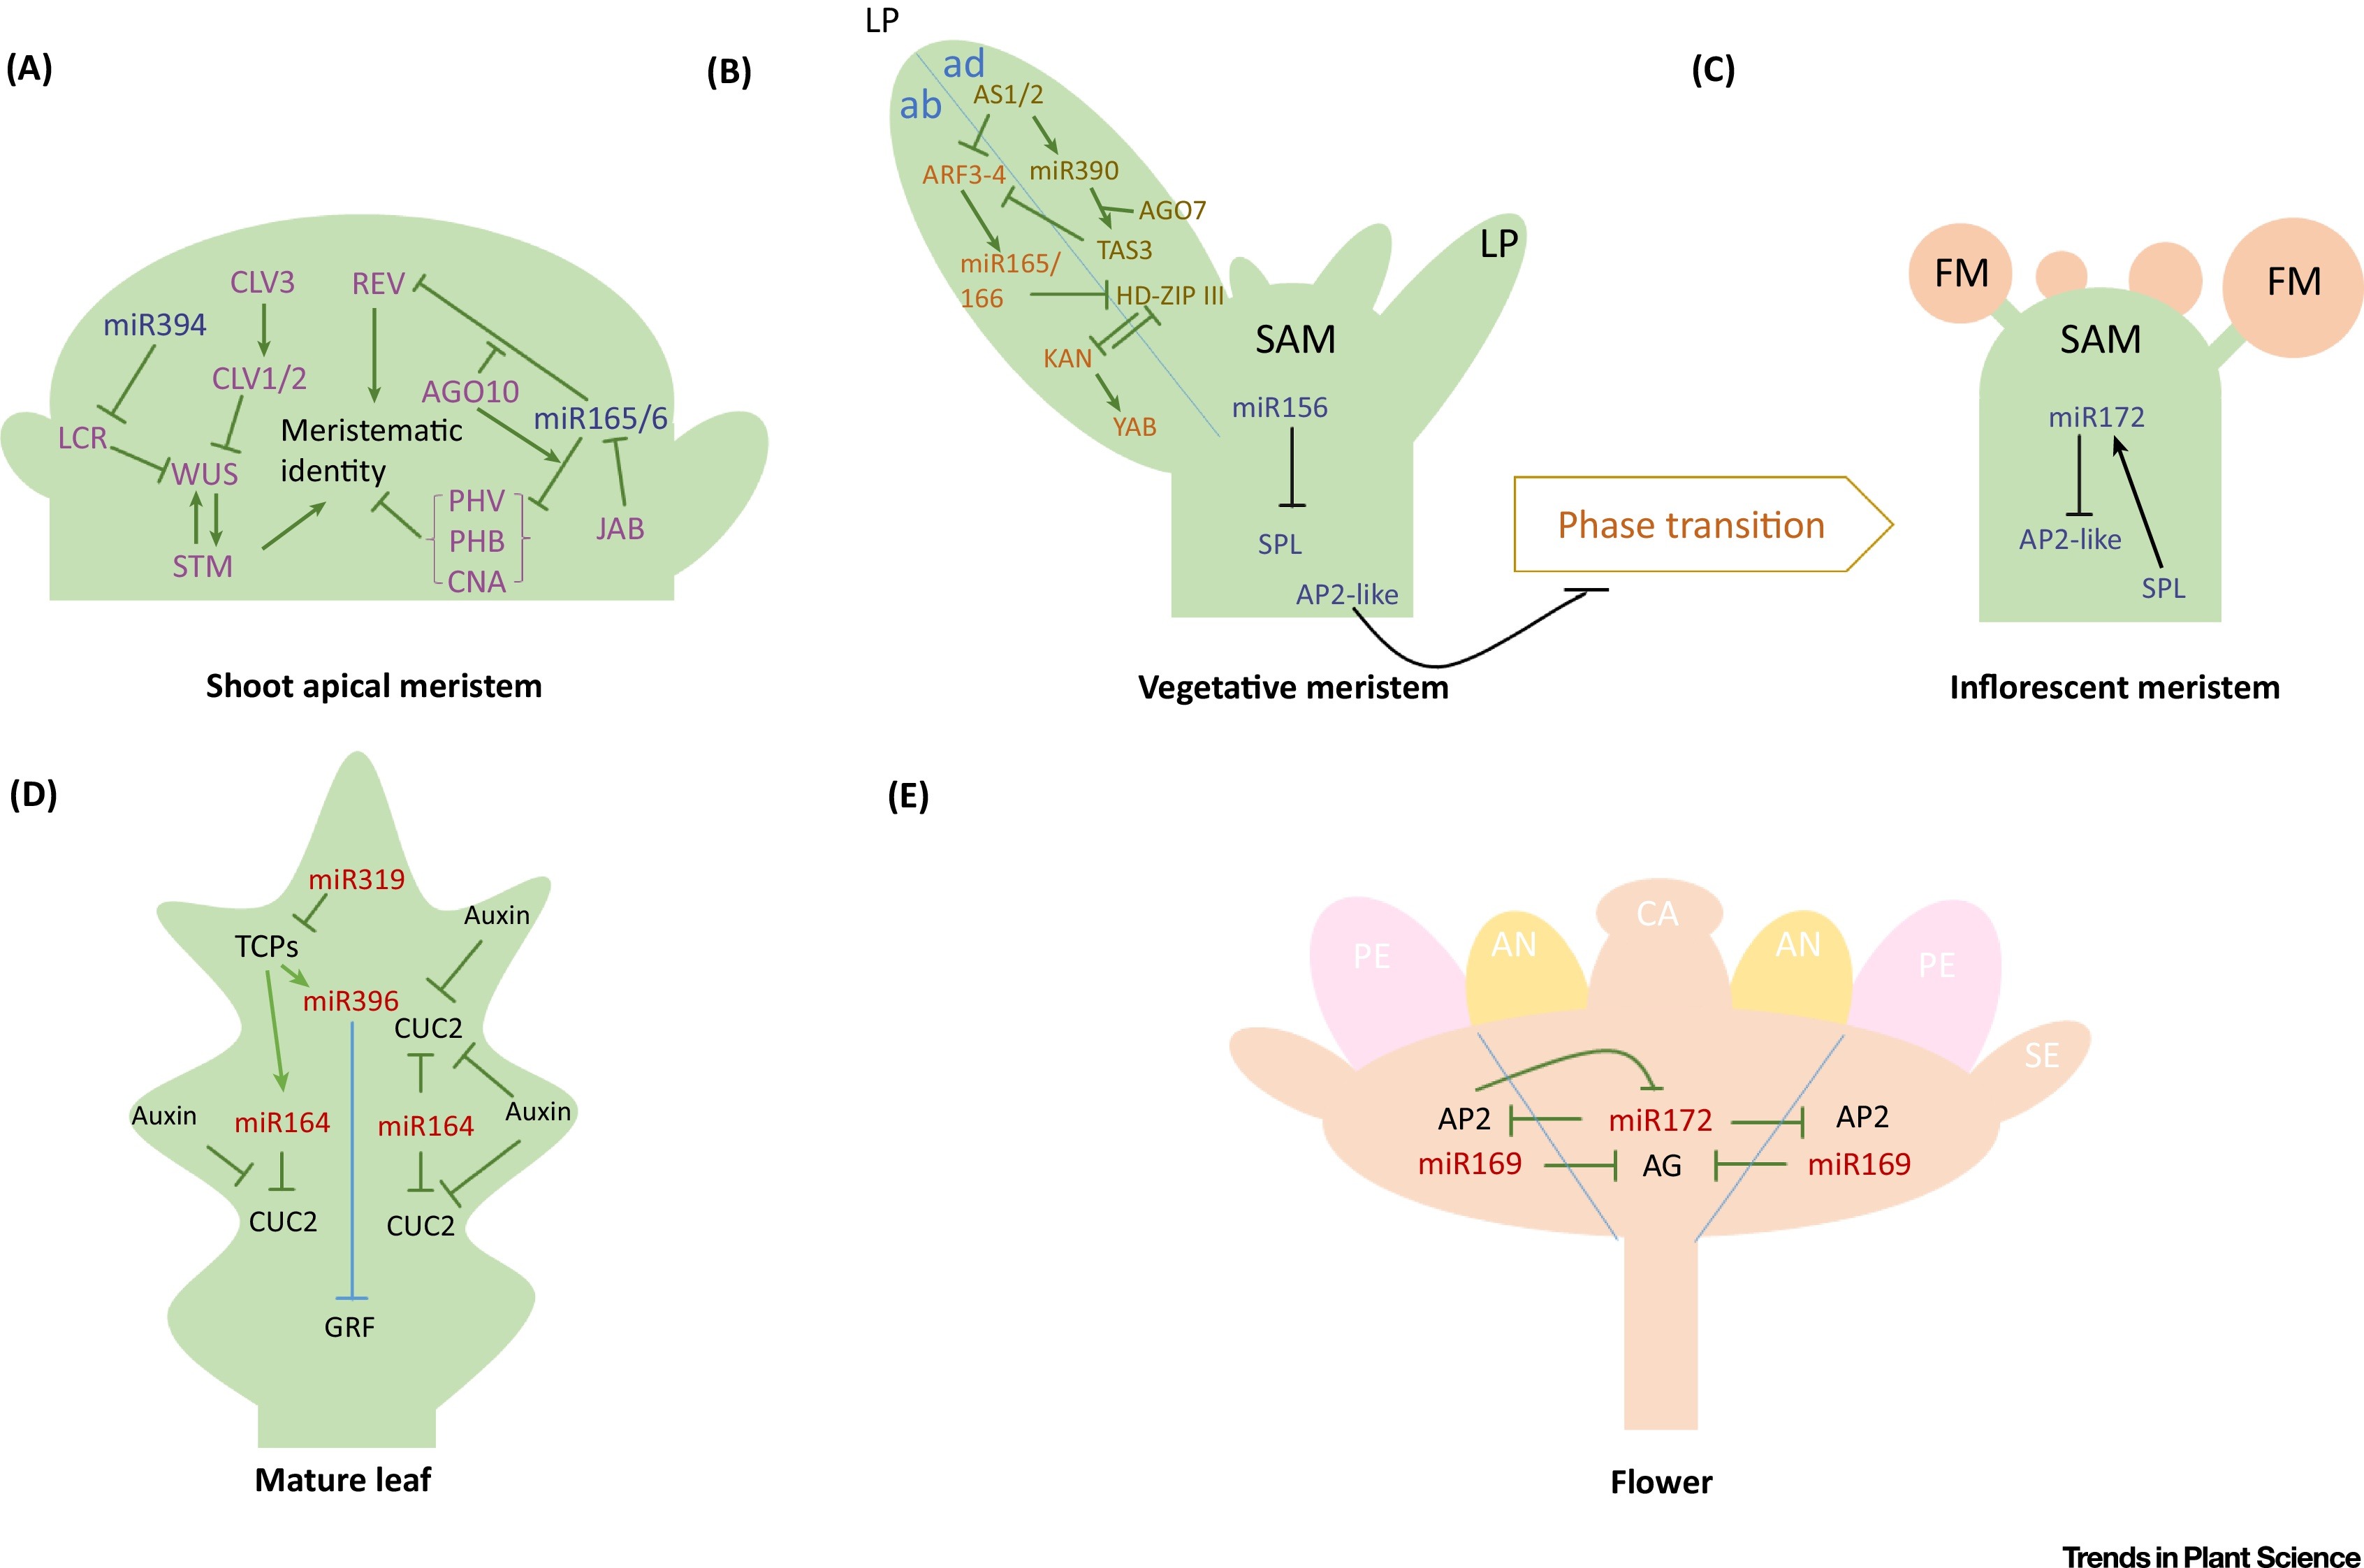 (A)
CLV3
REV
miR394
CLV1/2
AGO10
miR165/6
LCR
Meristematic
identity
WUS
PHV
PHB
CNA
JAB
STM
Shoot apical meristem
(B)
LP
ad
ab
AS1/2
ARF3-4
miR390
AGO7
TAS3
miR165/
166
HD-ZIP III
KAN
YAB
LP
SAM
miR156
SPL
AP2-like
Vegetative meristem
Phase transition
(C)
FM
FM
SAM
miR172
AP2-like
SPL
Inflorescent meristem
(D)
miR319
Auxin
TCPs
miR396
CUC2
Auxin
miR164
miR164
Auxin
CUC2
CUC2
GRF
Mature leaf
(E)
CA
PE
AN
AN
PE
SE
AP2
miR172
AP2
miR169
AG
miR169
Flower
Trends in Plant Science